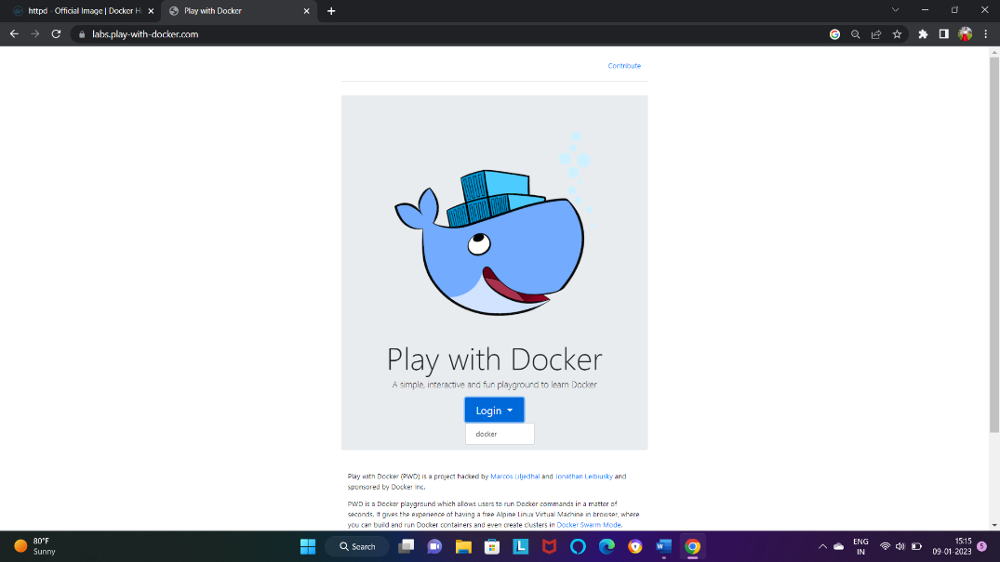 httpd - Official Image | Docker H
Play with Docker
labs.play-with-docker.com
Contribute
Play with Docker
A simple, interactive and fun playground to learn Docker
Login
docker
Play with Docker (PWD) is a project hacked by Marcos Liljedhal and Jonathan Leibiusky and
sponsored by Docker Inc.
PWD is a Docker playground which allows users to run Docker commands in a matter of
seconds. It gives the experience of having a free Alpine Linux Virtual Machine in browser, where
you can build and run Docker containers and even create clusters in Docker Swarm Mode.
80°F
Sunny
Search
L
W
ENG
IN
15:15
09-01-2023
5